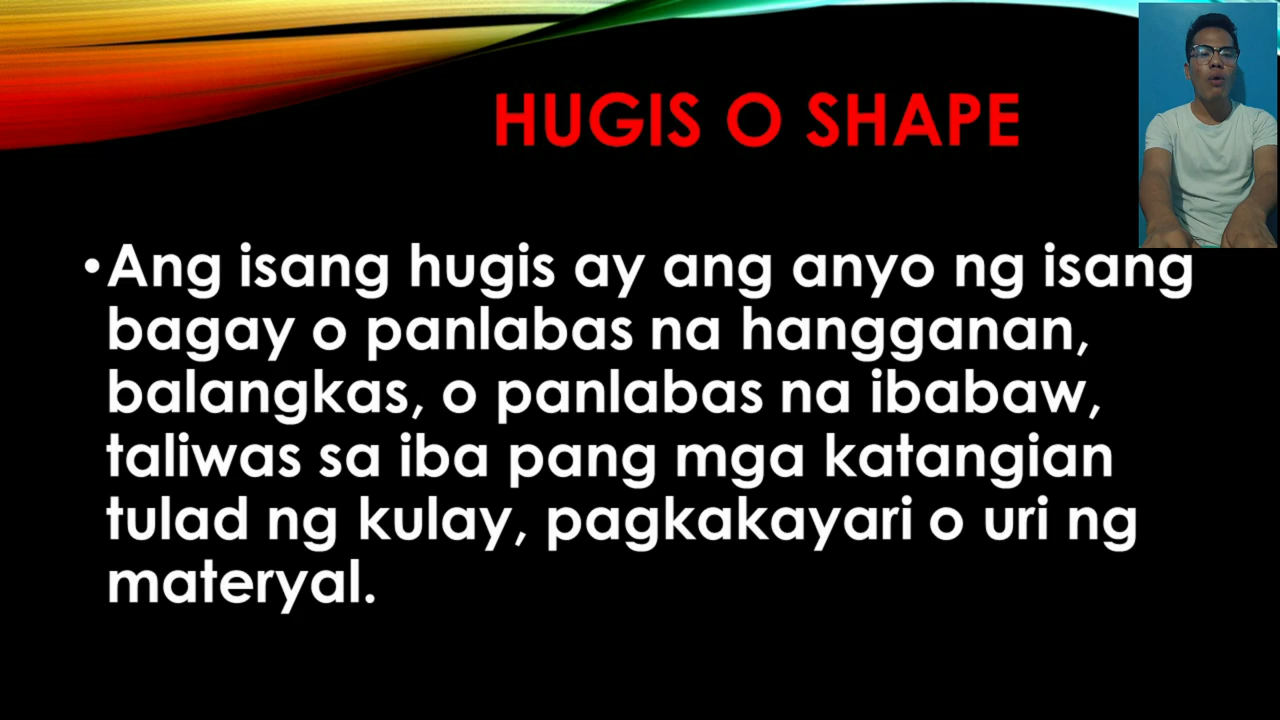 HUGIS O SHAPE
•Ang isang hugis ay ang anyo ng isang
bagay o panlabas na hangganan,
balangkas, o panlabas na ibabaw,
taliwas sa iba pang mga katangian
tulad ng kulay, pagkakayari o uri ng
materyal.